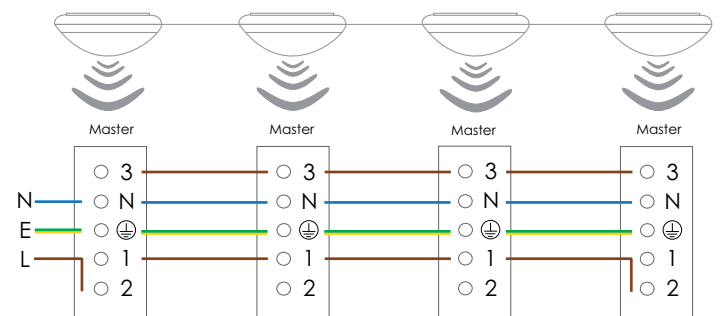 Master Master Master Master
3 3 3 3
N N N N N
E
L 1 1 1 1
2 2 2 2